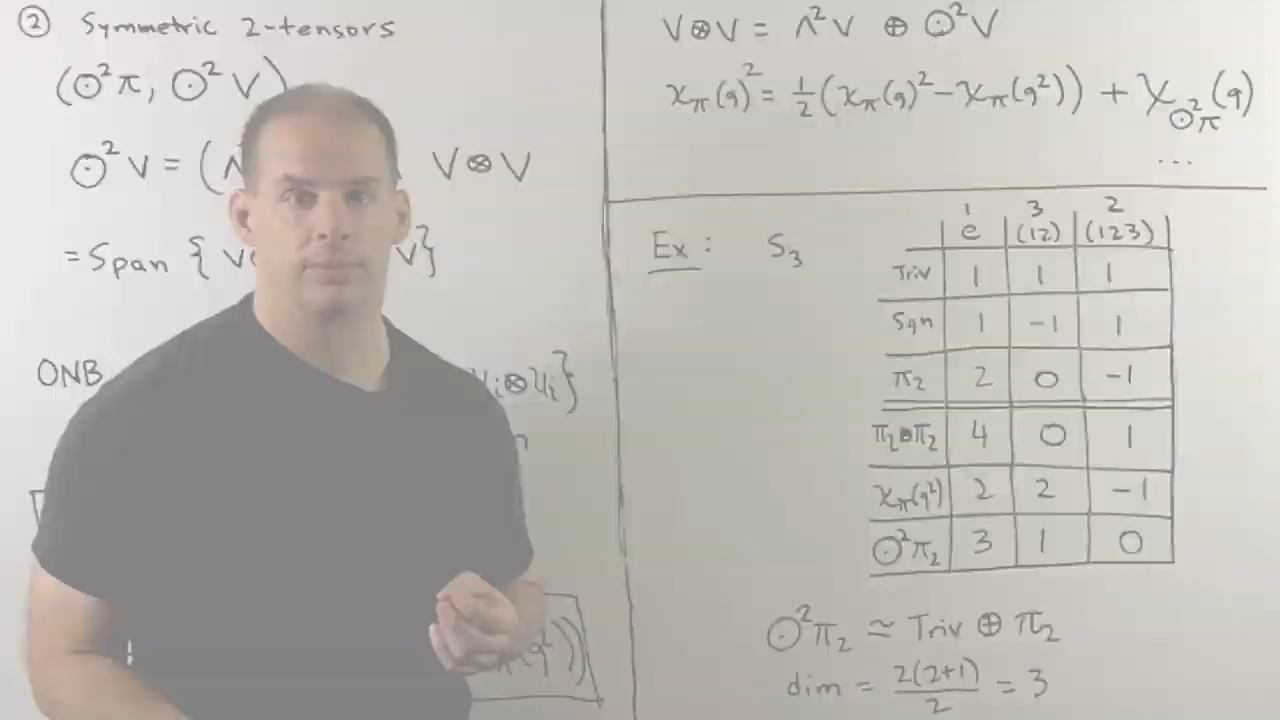 ② Symmetric 2-tensors
(⊙²π, ⊙²V)
⊙²V = (Λ V⊗V
= Span { v v}
ONB u_i⊗u_i}
V⊗V = Λ²V ⊕ ⊙²V
χ_π(g)² = ½(χ_π(g)² - χ_π(g²)) + χ_⊙²π(g)
...
Ex: S₃
1 3 2
e (12) (123)
Triv 1 1 1
Sgn 1 -1 1
π₂ 2 0 -1
π₂⊗π₂ 4 0 1
χ_π(g²) 2 2 -1
⊙²π₂ 3 1 0
⊙²π₂ ≃ Triv ⊕ π₂
dim = 2(2+1)/2 = 3
(g²))